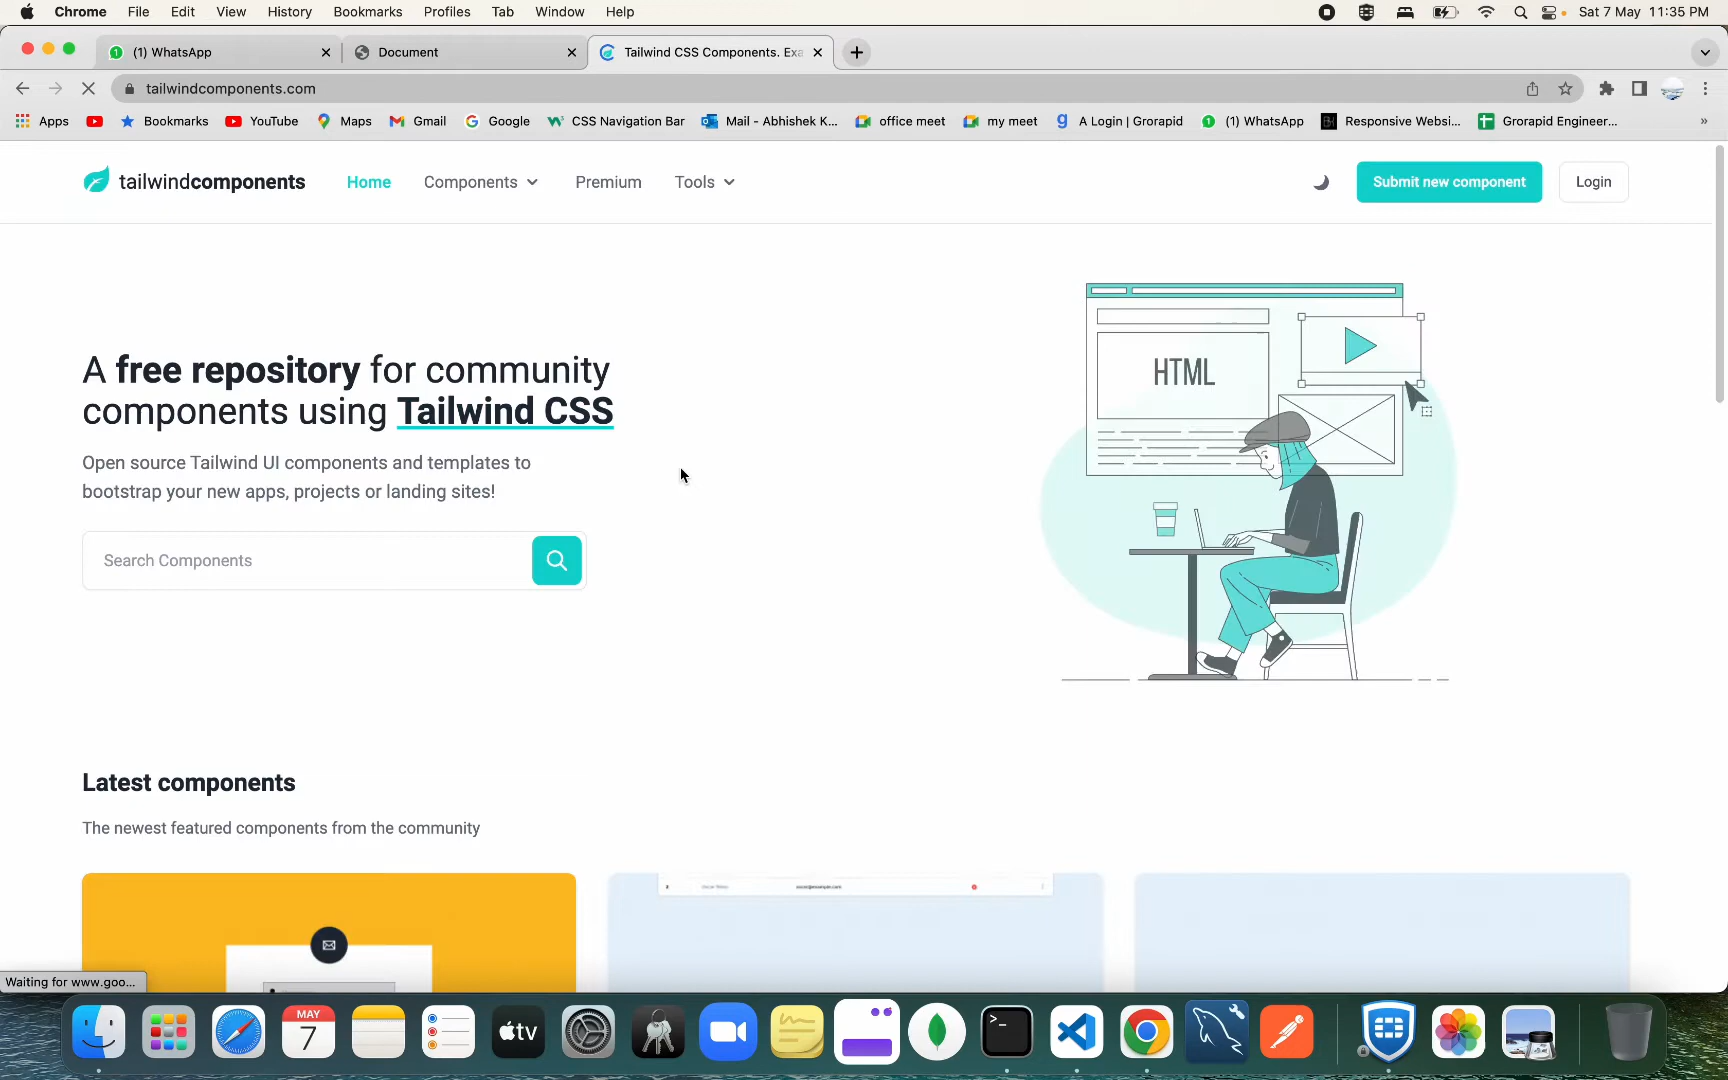 Chrome File Edit View History Bookmarks Profiles Tab Window Help Sat 7 May 11:35 PM
(1) WhatsApp Document Tailwind CSS Components. Exa
tailwindcomponents.com
Apps Bookmarks YouTube Maps Gmail Google CSS Navigation Bar Mail - Abhishek K... office meet my meet A Login | Grorapid (1) WhatsApp Responsive Websi... Grorapid Engineer... »
tailwindcomponents Home Components Premium Tools Submit new component Login
A free repository for community
components using Tailwind CSS
Open source Tailwind UI components and templates to
bootstrap your new apps, projects or landing sites!
Search Components
HTML
Latest components
The newest featured components from the community
Waiting for www.goo...
MAY
7
tv